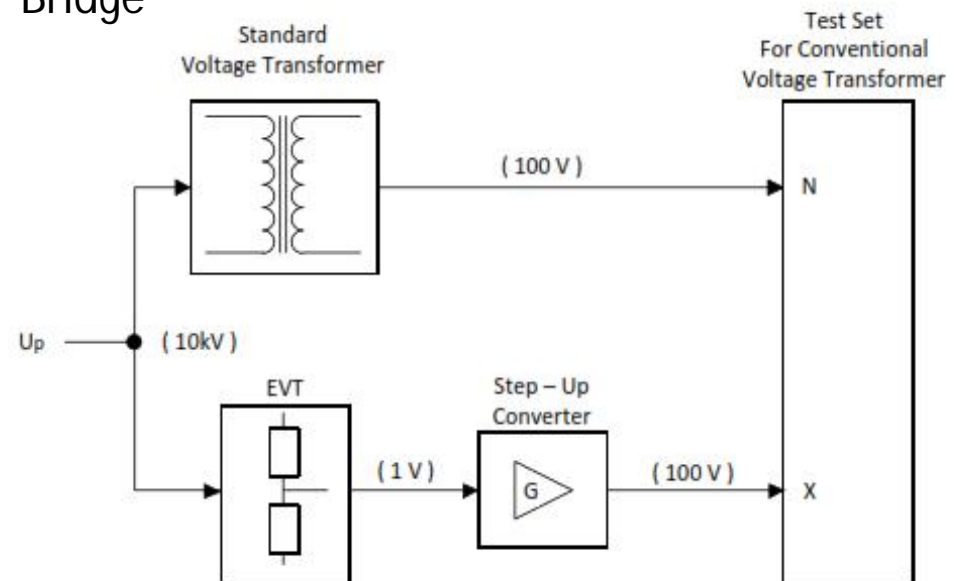 Bridge
Standard
Voltage Transformer
Test Set
For Conventional
Voltage Transformer
( 100 V )
N
Up
( 10kV )
EVT
Step – Up
Converter
( 1 V )
G
( 100 V )
X